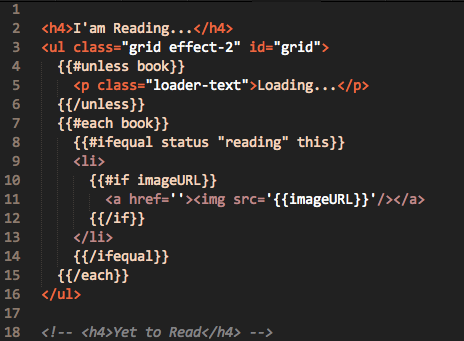 1
2 <h4>I'am Reading...</h4>
3 <ul class="grid effect-2" id="grid">
4 {{#unless book}}
5 <p class="loader-text">Loading...</p>
6 {{/unless}}
7 {{#each book}}
8 {{#ifequal status "reading" this}}
9 <li>
10 {{#if imageURL}}
11 <a href=''><img src='{{imageURL}}'/></a>
12 {{/if}}
13 </li>
14 {{/ifequal}}
15 {{/each}}
16 </ul>
17
18 <!-- <h4>Yet to Read</h4> -->